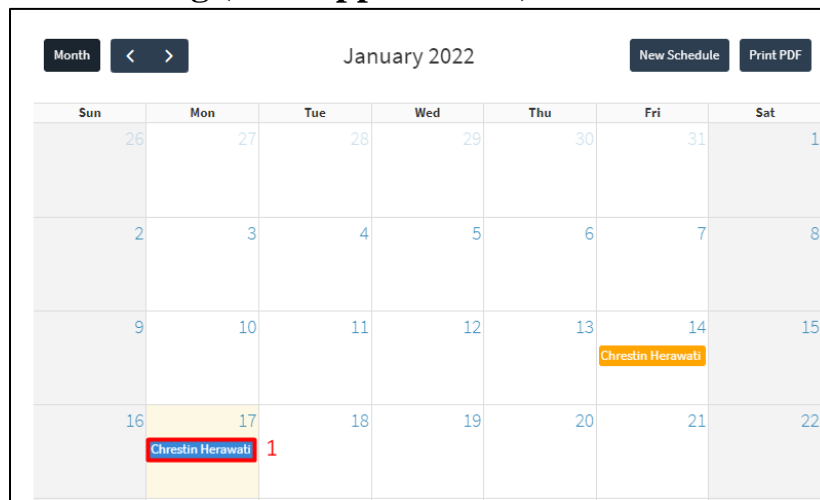 Month < > January 2022 New Schedule Print PDF
Sun Mon Tue Wed Thu Fri Sat
26 27 28 29 30 31 1
2 3 4 5 6 7 8
9 10 11 12 13 14 15
Chrestin Herawati
16 17 18 19 20 21 22
Chrestin Herawati 1